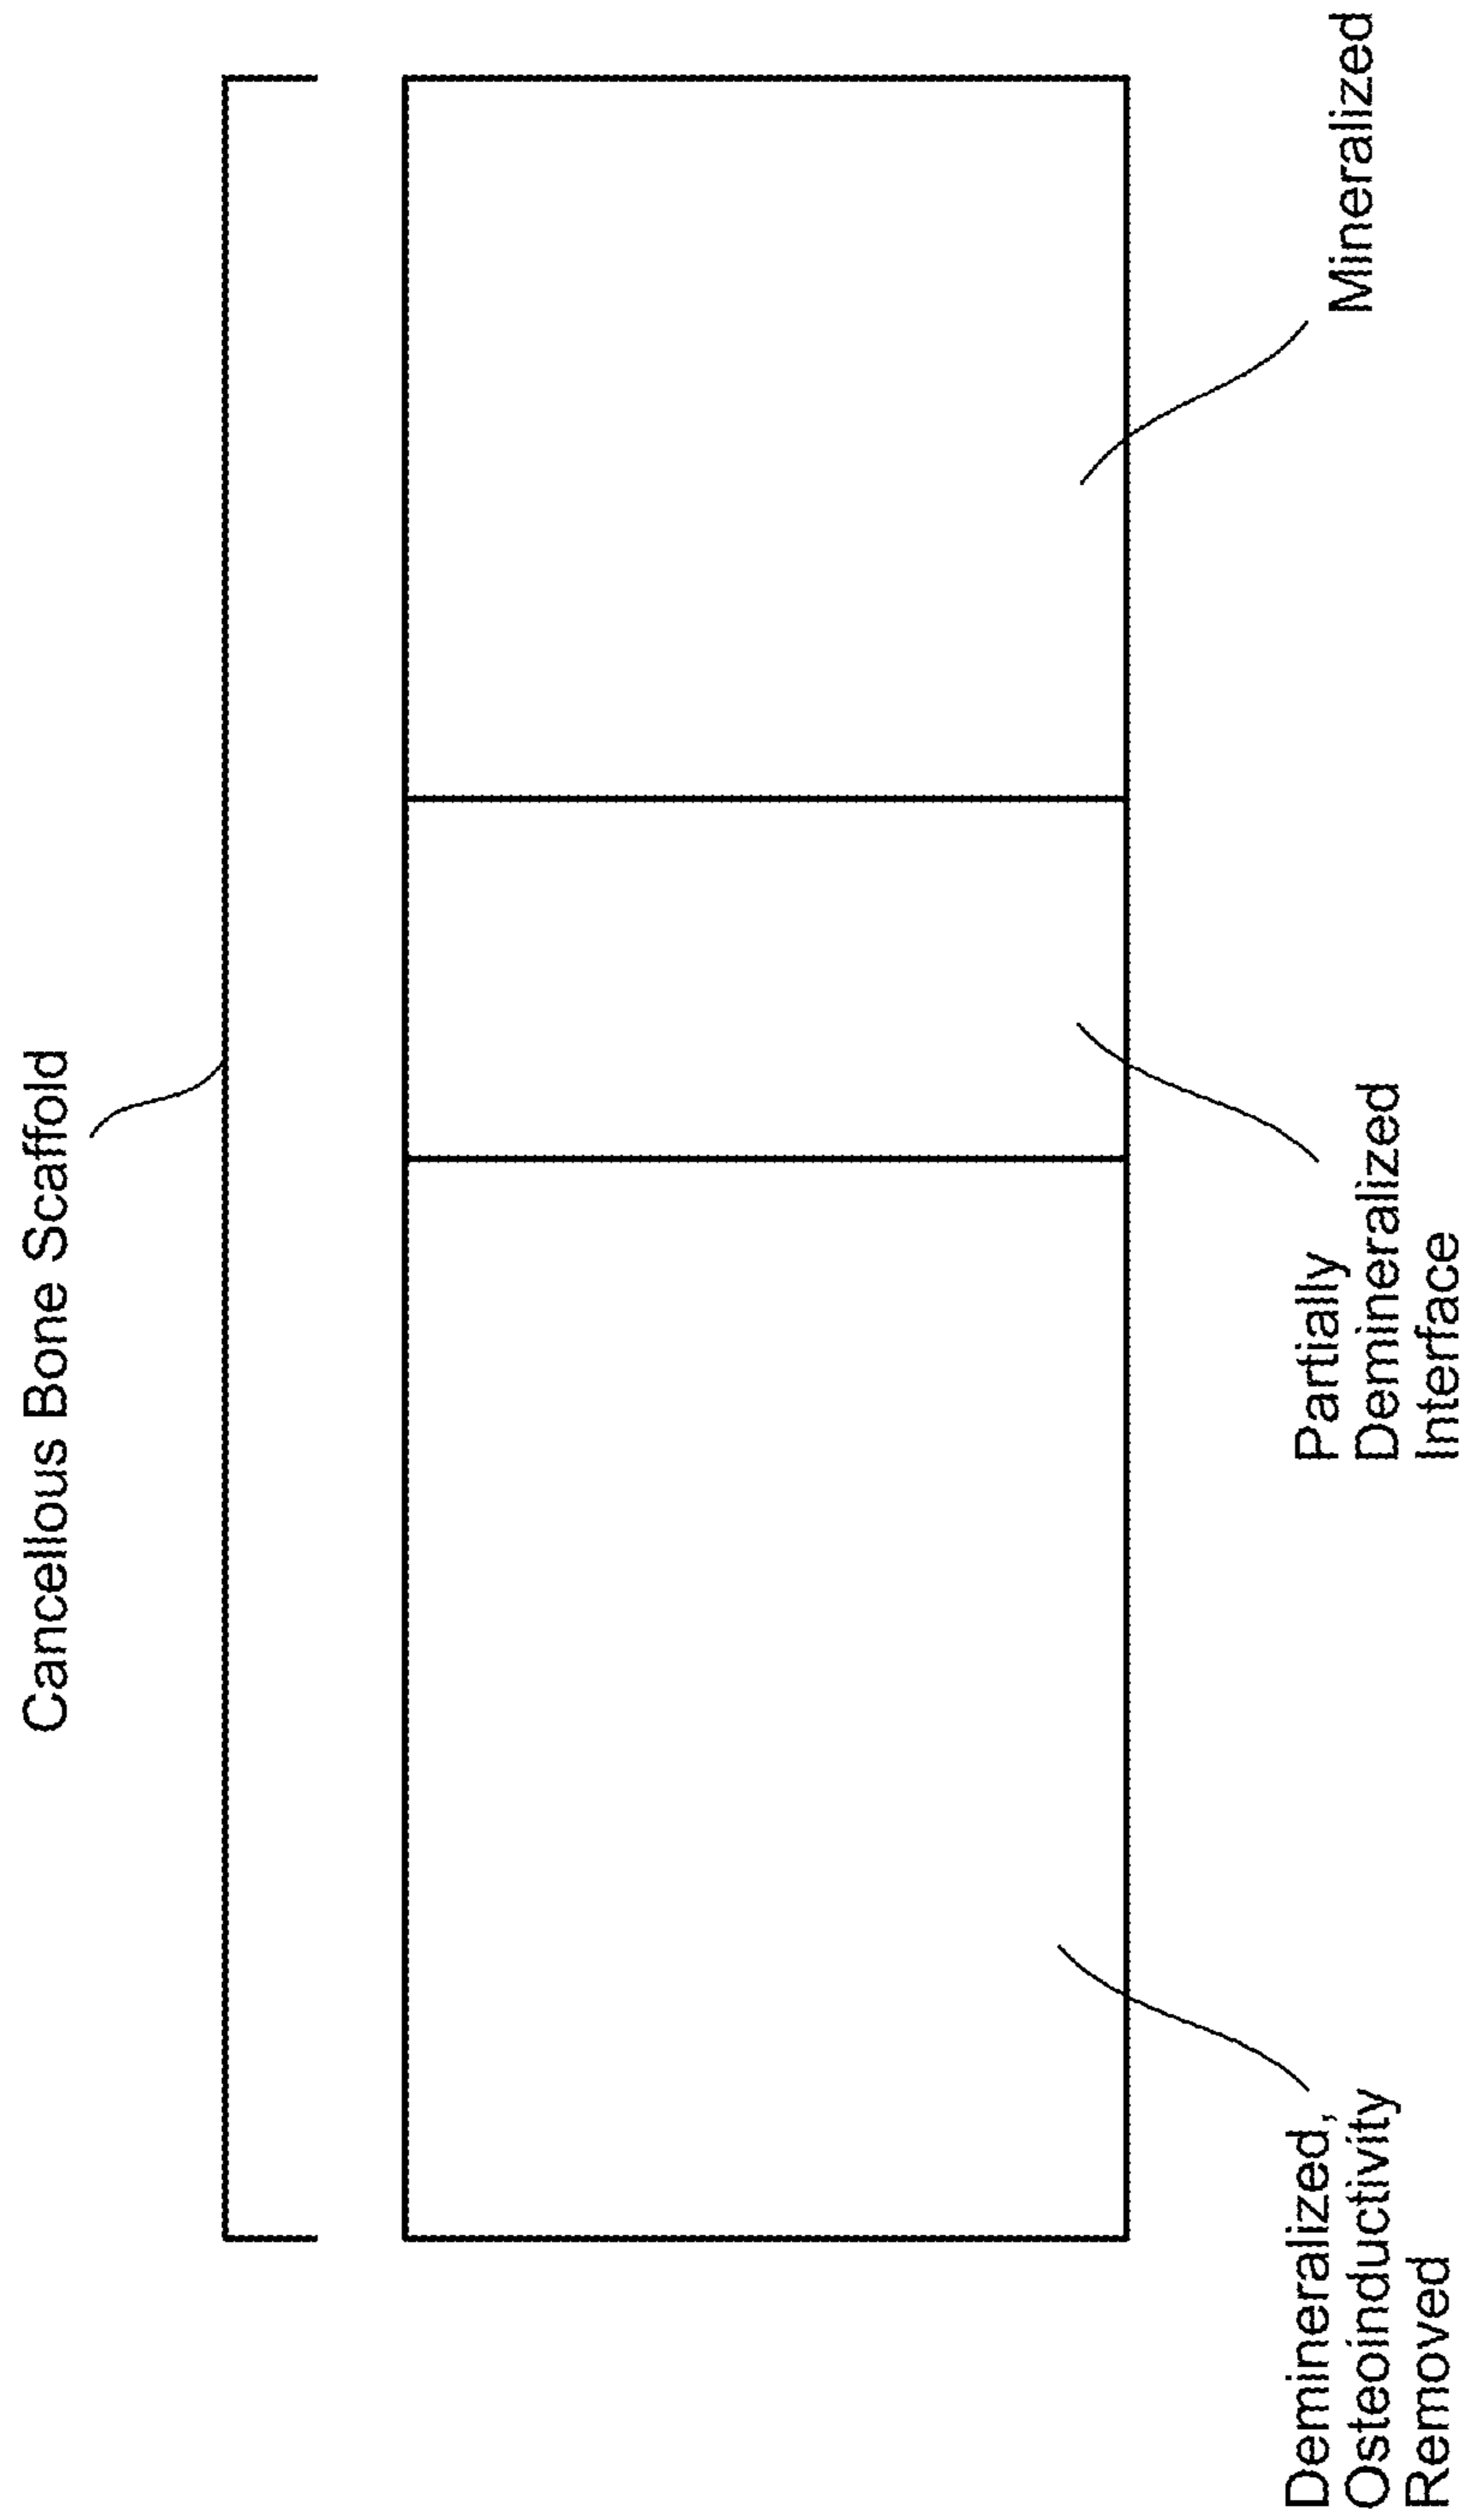 Cancellous Bone Scaffold
Demineralized,
Osteoinductivity
Removed
Partially
Demineralized
Interface
Mineralized